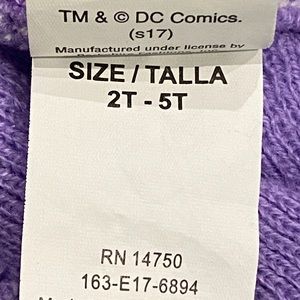 TM & © DC Comics.
(s17)
Manufactured under license by
SIZE / TALLA
2T - 5T
RN 14750
163-E17-6894